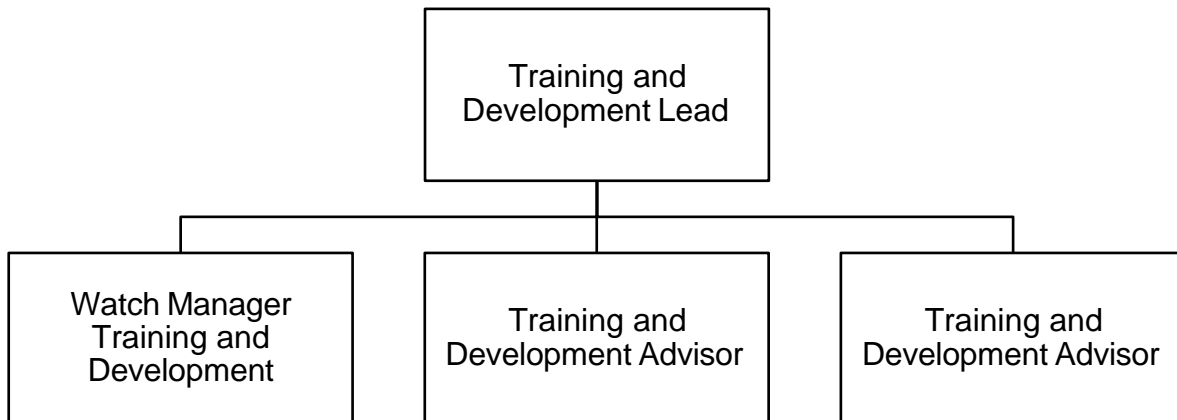 Training and
Development Lead
Watch Manager
Training and
Development
Training and
Development Advisor
Training and
Development Advisor